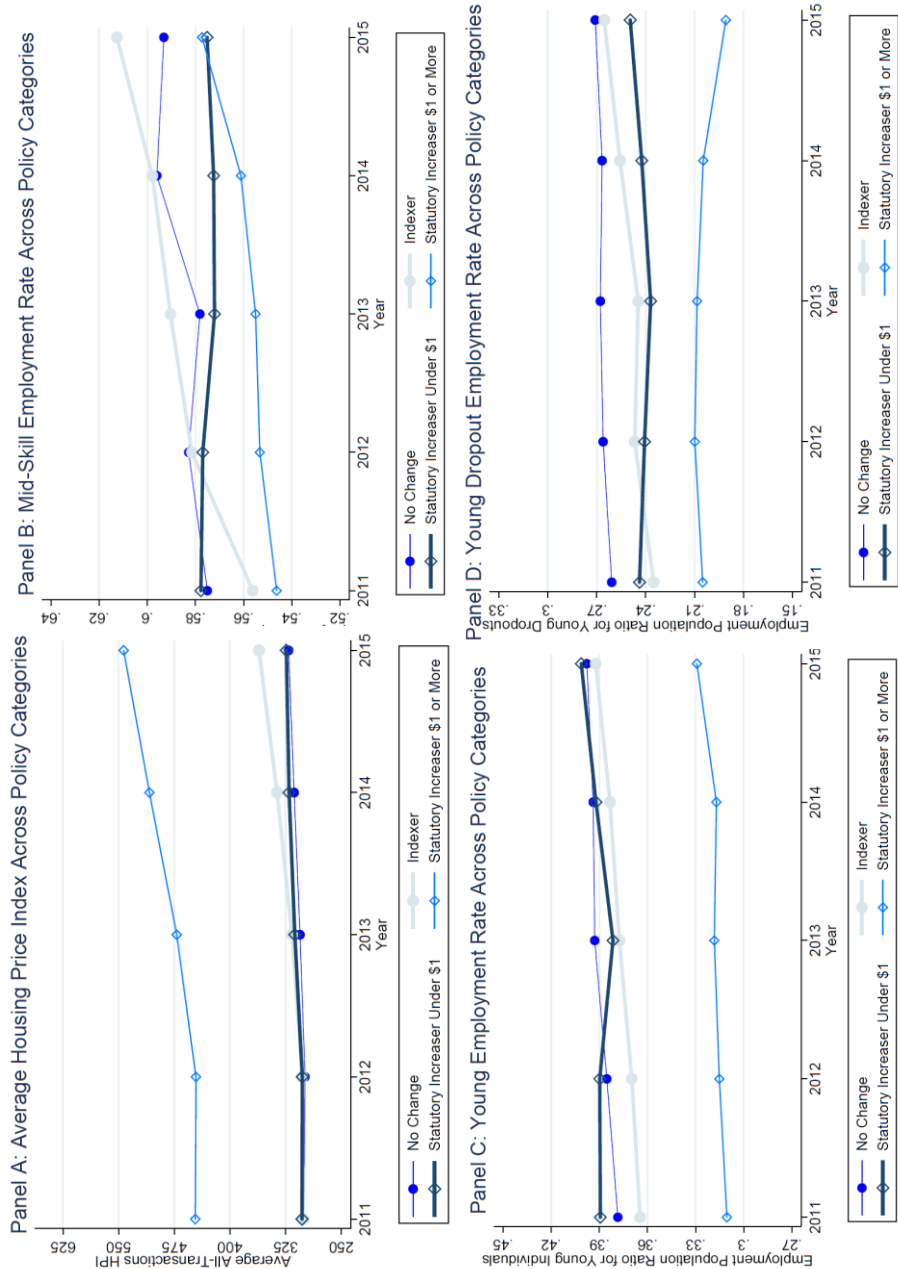 Panel A: Average Housing Price Index Across Policy Categories
Average All-Transactions HPI
625
550
475
400
325
250
2011 2012 2013 2014 2015
Year
No Change Indexer
Statutory Increaser Under $1 Statutory Increaser $1 or More
Panel B: Mid-Skill Employment Rate Across Policy Categories
.64
.62
.6
.58
.56
.54
.52
2011 2012 2013 2014 2015
Year
No Change Indexer
Statutory Increaser Under $1 Statutory Increaser $1 or More
Panel C: Young Employment Rate Across Policy Categories
Employment Population Ratio for Young Individuals
.45
.42
.39
.36
.33
.3
.27
2011 2012 2013 2014 2015
Year
No Change Indexer
Statutory Increaser Under $1 Statutory Increaser $1 or More
Panel D: Young Dropout Employment Rate Across Policy Categories
Employment Population Ratio for Young Dropouts
.33
.3
.27
.24
.21
.18
.15
2011 2012 2013 2014 2015
Year
No Change Indexer
Statutory Increaser Under $1 Statutory Increaser $1 or More